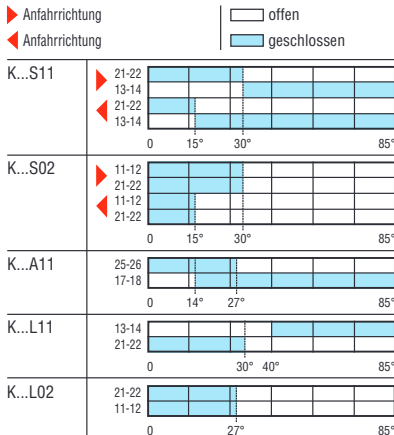 Anfahrrichtung
offen
Anfahrrichtung
geschlossen
K...S11
21-22
13-14
21-22
13-14
0 15° 30° 85°
K...S02
11-12
21-22
11-12
21-22
0 15° 30° 85°
K...A11
25-26
17-18
0 14° 27° 85°
K...L11
13-14
21-22
0 30° 40° 85°
K...L02
21-22
11-12
0 27° 85°